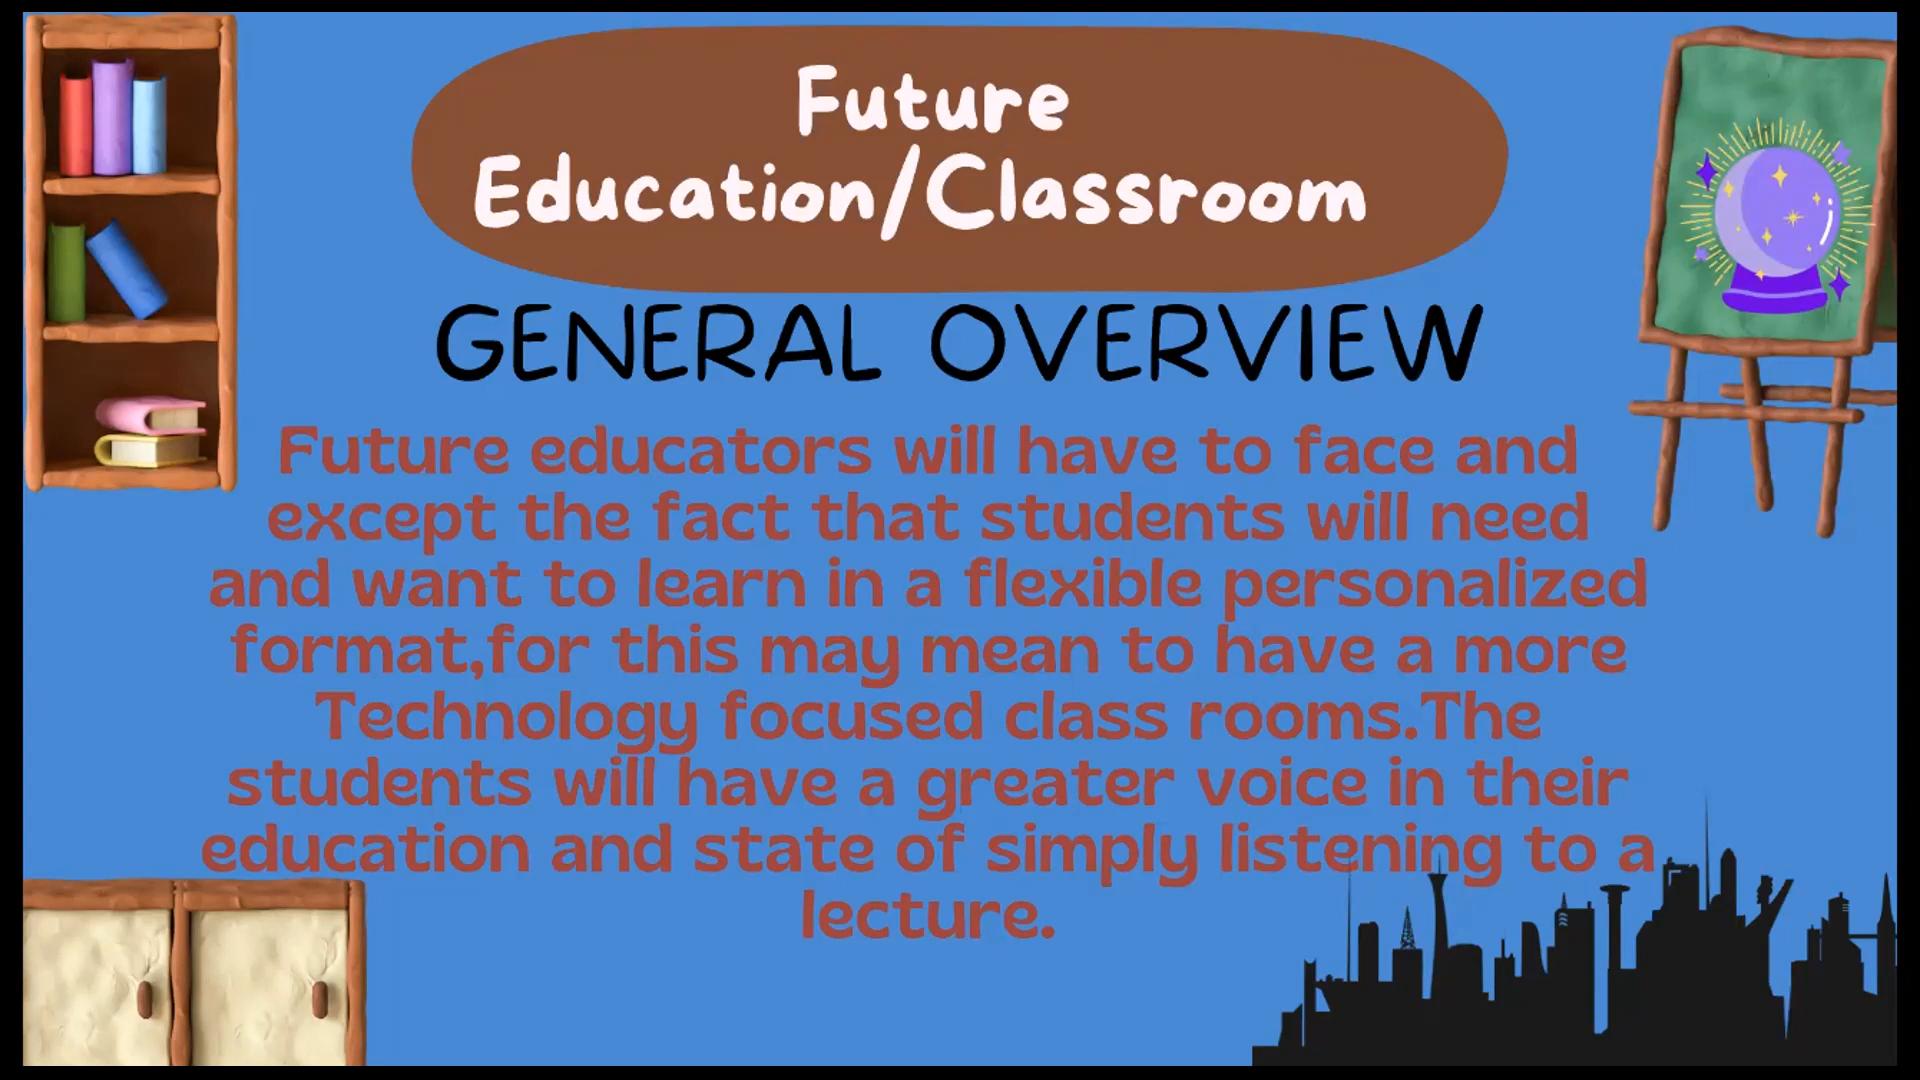 Future
Education/Classroom
GENERAL OVERVIEW
Future educators will have to face and
except the fact that students will need
and want to learn in a flexible personalized
format,for this may mean to have a more
Technology focused class rooms.The
students will have a greater voice in their
education and state of simply listening to a
lecture.